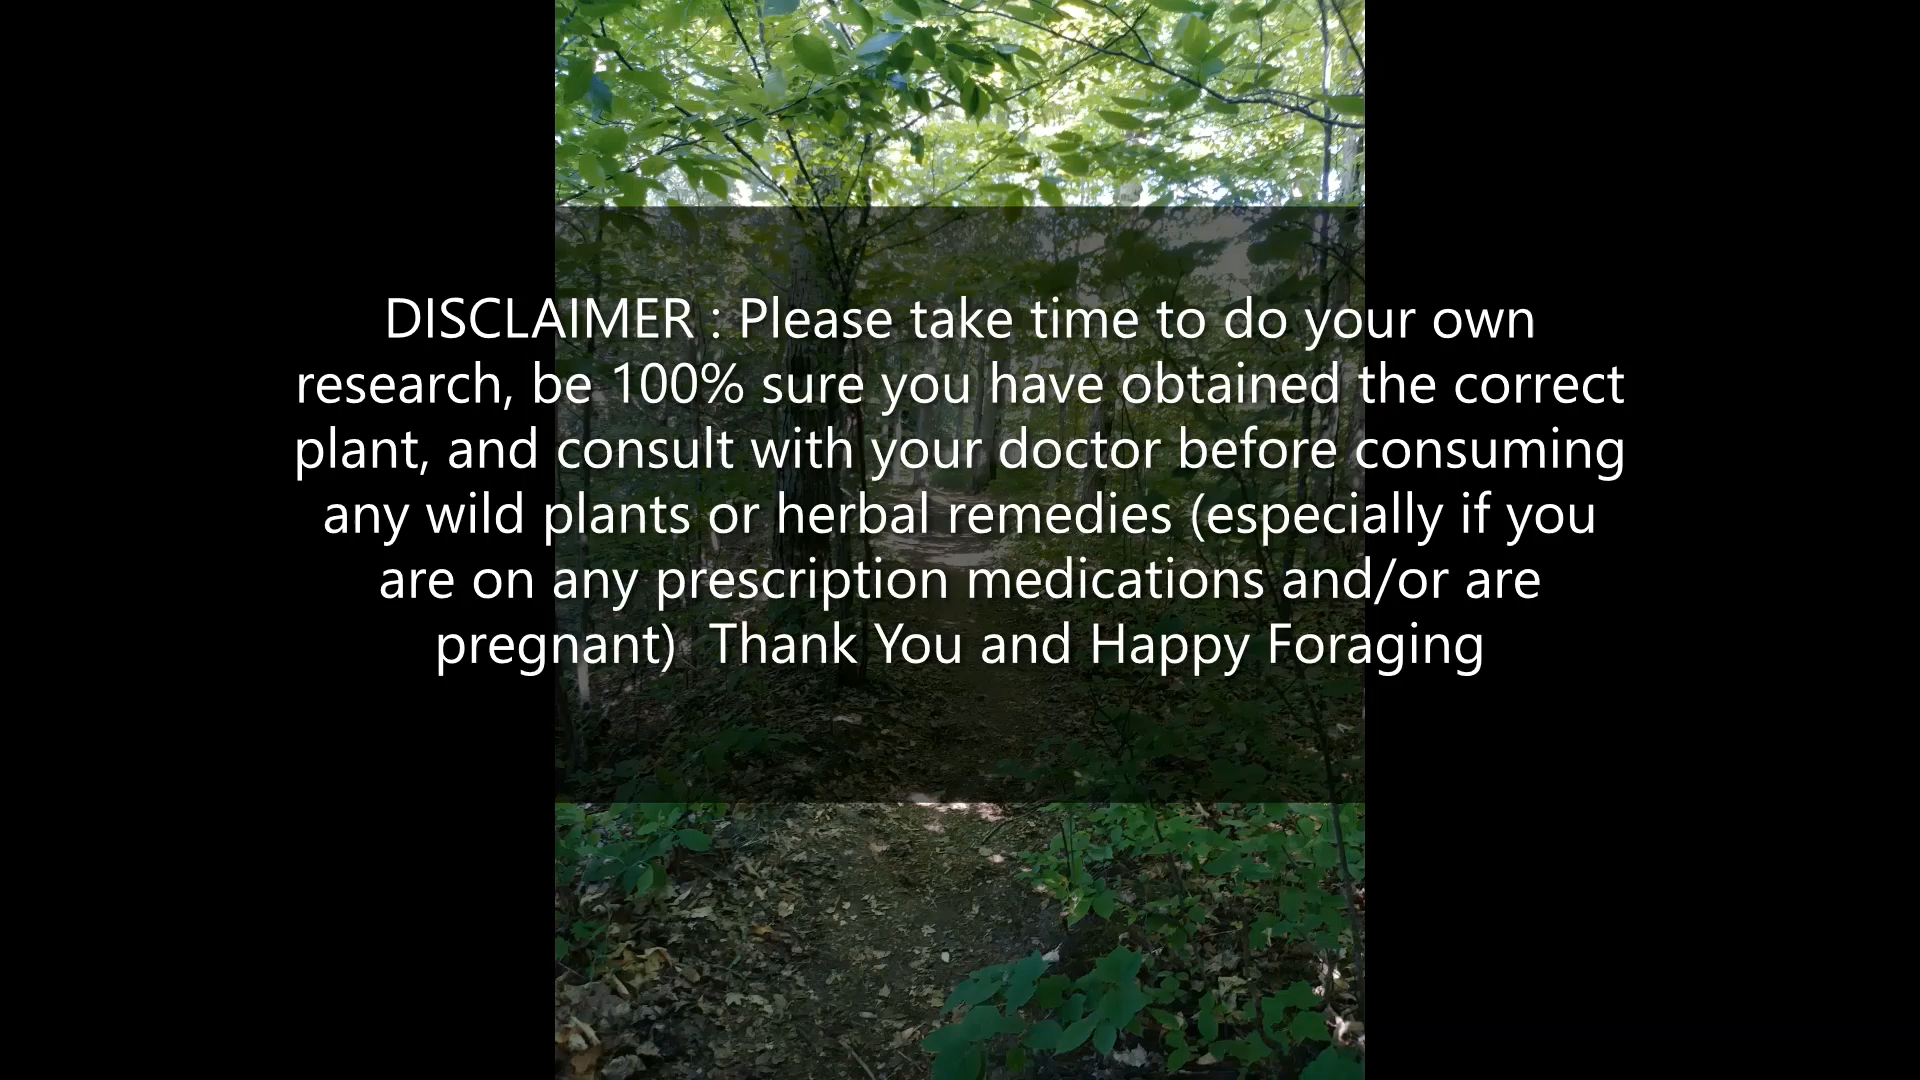 DISCLAIMER : Please take time to do your own
research, be 100% sure you have obtained the correct
plant, and consult with your doctor before consuming
any wild plants or herbal remedies (especially if you
are on any prescription medications and/or are
pregnant)  Thank You and Happy Foraging